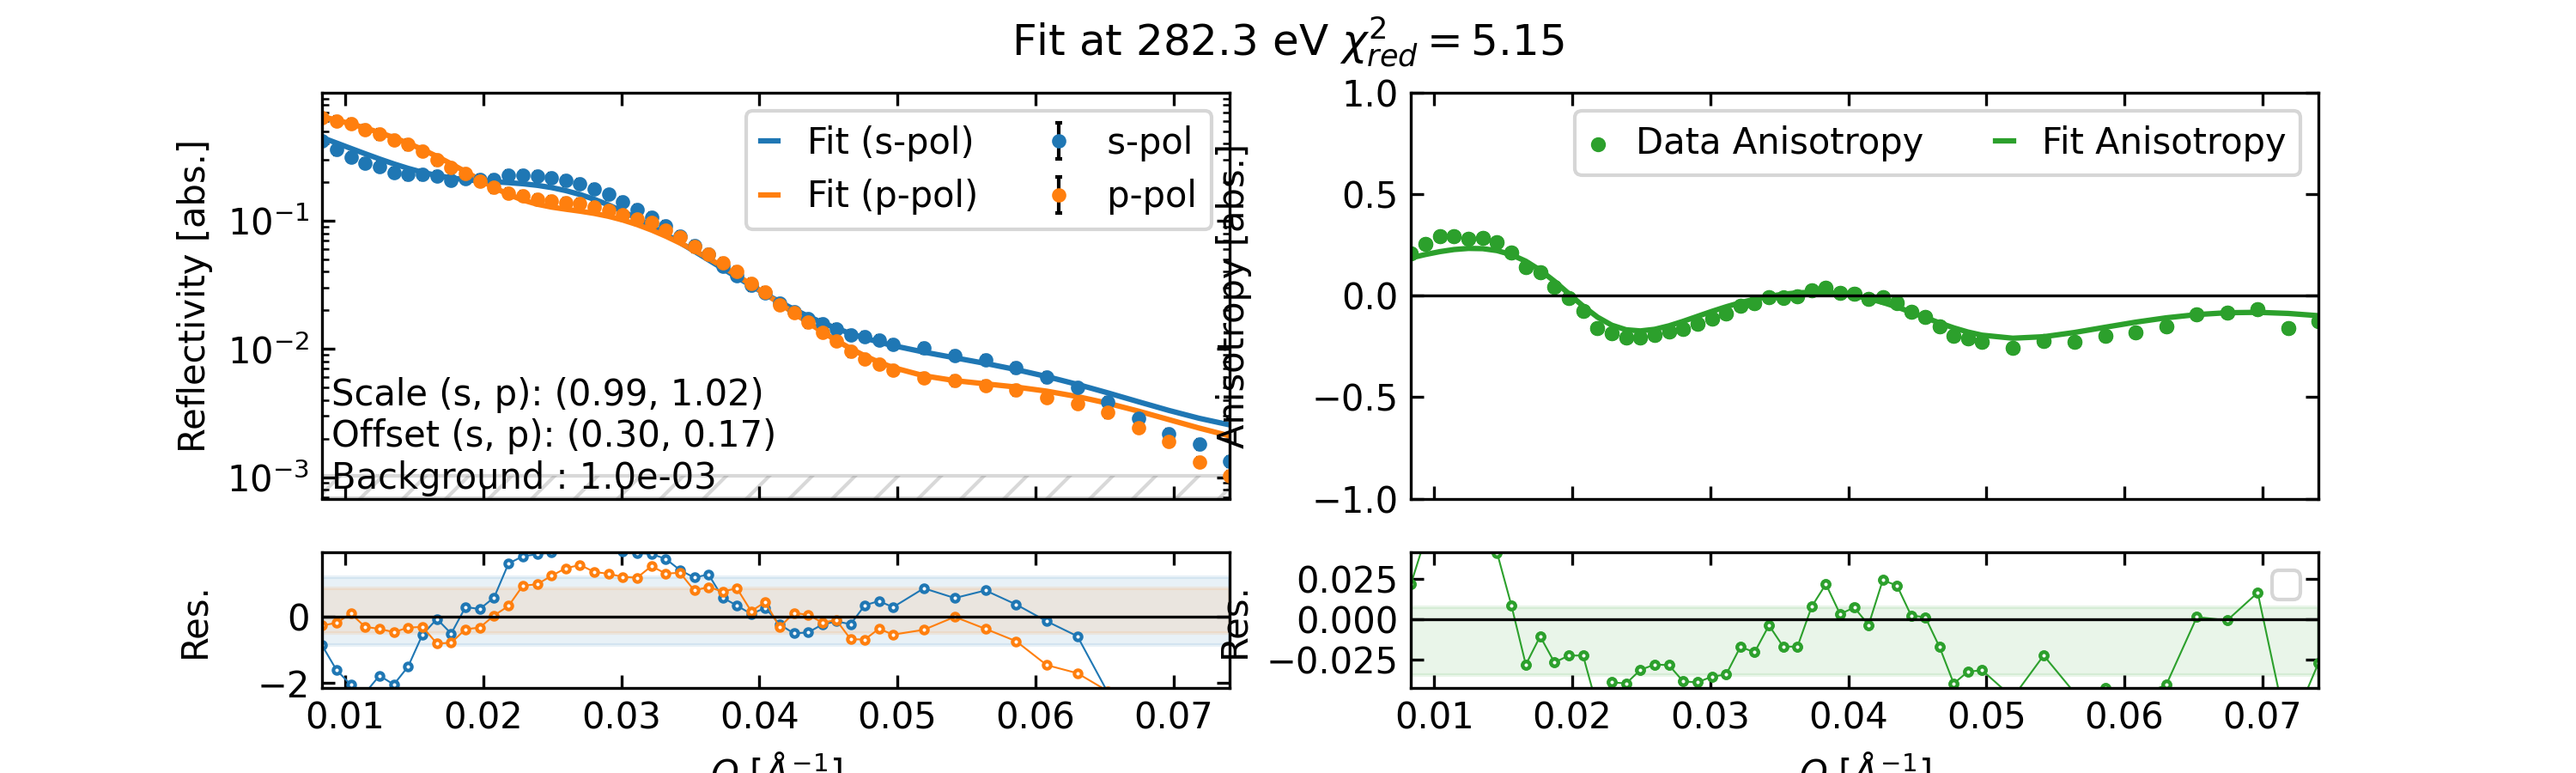 Fit at 282.3 eV χ²_red = 5.15
Reflectivity [abs.]
10⁻¹
10⁻²
10⁻³
Fit (s-pol)
Fit (p-pol)
s-pol
p-pol
Scale (s, p): (0.99, 1.02)
Offset (s, p): (0.30, 0.17)
Background : 1.0e-03
Anisotropy [abs.]
1.0
0.5
0.0
−0.5
−1.0
Data Anisotropy
Fit Anisotropy
Res.
0
−2
0.01 0.02 0.03 0.04 0.05 0.06 0.07
Q [Å⁻¹]
Res.
0.025
0.000
−0.025
0.01 0.02 0.03 0.04 0.05 0.06 0.07
Q [Å⁻¹]